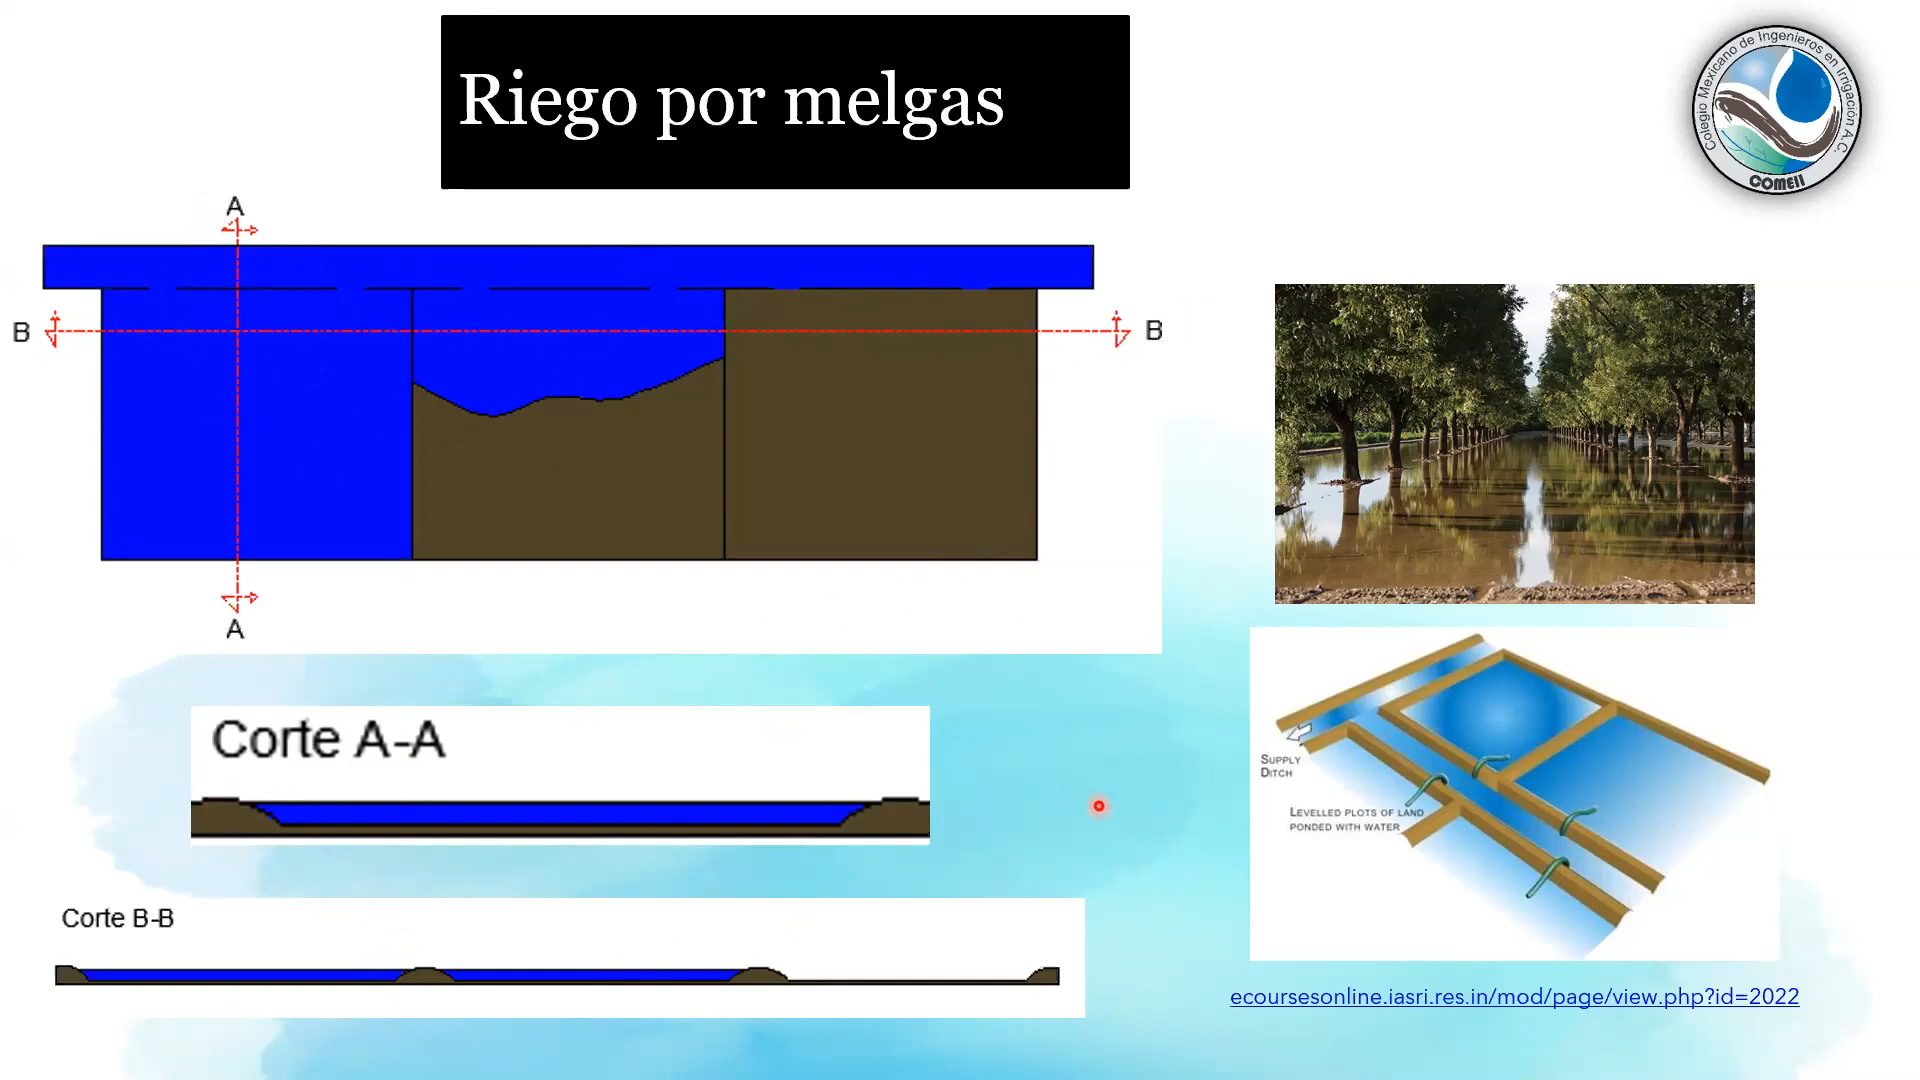 Riego por melgas
Colegio Mexicano de Ingenieros en Irrigación A.C.
COMEII
A
B
B
A
Corte A-A
Corte B-B
SUPPLY
DITCH
LEVELLED PLOTS OF LAND
PONDED WITH WATER
ecoursesonline.iasri.res.in/mod/page/view.php?id=2022